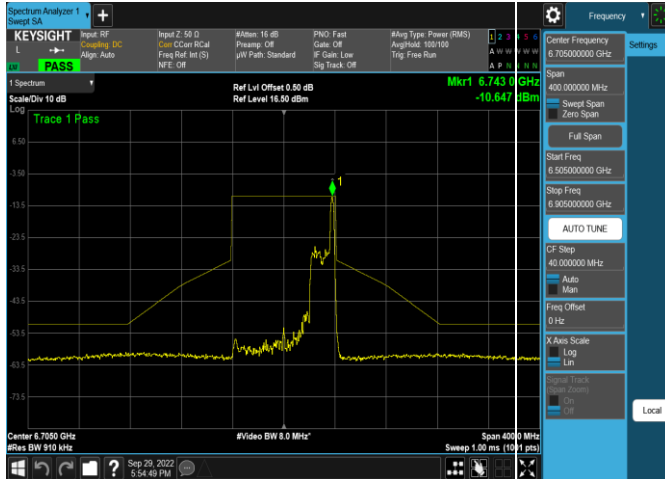 Spectrum Analyzer 1
Swept SA
+
Frequency
KEYSIGHT
L
PASS
Input: RF
Coupling: DC
Align: Auto
Input Z: 50 Ω
Corr CCorr RCal
Freq Ref: Int (S)
NFE: Off
#Atten: 16 dB
Preamp: Off
µW Path: Standard
PNO: Fast
Gate: Off
IF Gain: Low
Sig Track: Off
#Avg Type: Power (RMS)
Avg|Hold: 100/100
Trig: Free Run
1 2 3 4 5 6
A W W W W W
A P N N N N
1 Spectrum
Scale/Div 10 dB
Ref Lvl Offset 0.50 dB
Ref Level 16.50 dBm
Mkr1 6.743 0 GHz
-10.647 dBm
Log
Trace 1 Pass
6.50
-3.50
-13.5
-23.5
-33.5
-43.5
-53.5
-63.5
-73.5
1
Center 6.7050 GHz
#Res BW 910 kHz
#Video BW 8.0 MHz*
Span 400.0 MHz
Sweep 1.00 ms (1001 pts)
Sep 29, 2022
5:54:49 PM
?
Center Frequency
6.705000000 GHz
Settings
Span
400.000000 MHz
Swept Span
Zero Span
Full Span
Start Freq
6.505000000 GHz
Stop Freq
6.905000000 GHz
AUTO TUNE
CF Step
40.000000 MHz
Auto
Man
Freq Offset
0 Hz
X Axis Scale
Log
Lin
Signal Track
(Span Zoom)
On
Off
Local